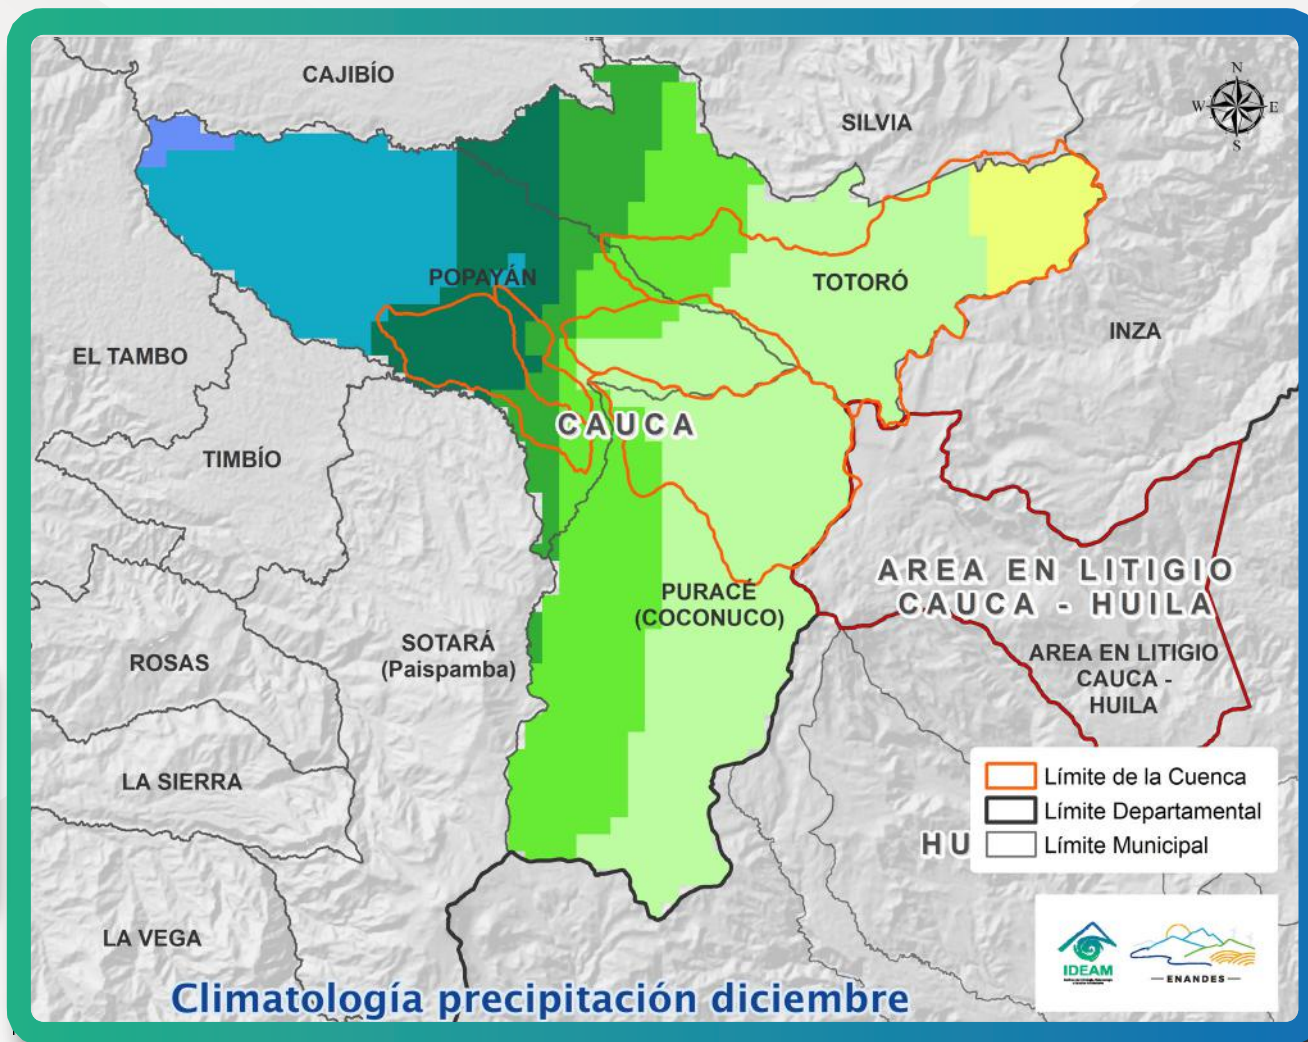 CAJIBÍO
N
W
E
S
SILVIA
POPAYÁN
TOTORÓ
INZA
EL TAMBO
CAUCA
TIMBÍO
AREA EN LITIGIO
CAUCA - HUILA
PURACÉ
(COCONUCO)
SOTARÁ
(Paispamba)
ROSAS
AREA EN LITIGIO
CAUCA -
HUILA
LA SIERRA
Límite de la Cuenca
Límite Departamental
Límite Municipal
HU
LA VEGA
IDEAM
ENANDES
Climatología precipitación diciembre